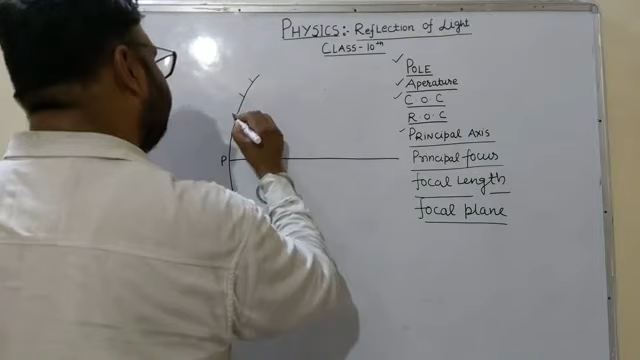 PHYSICS:- Reflection of Light
CLASS-10th
POLE
Aperature
C O C
R.O.C
PRINCIPAL AXIS
Principal focus
focal Length
focal plane
P